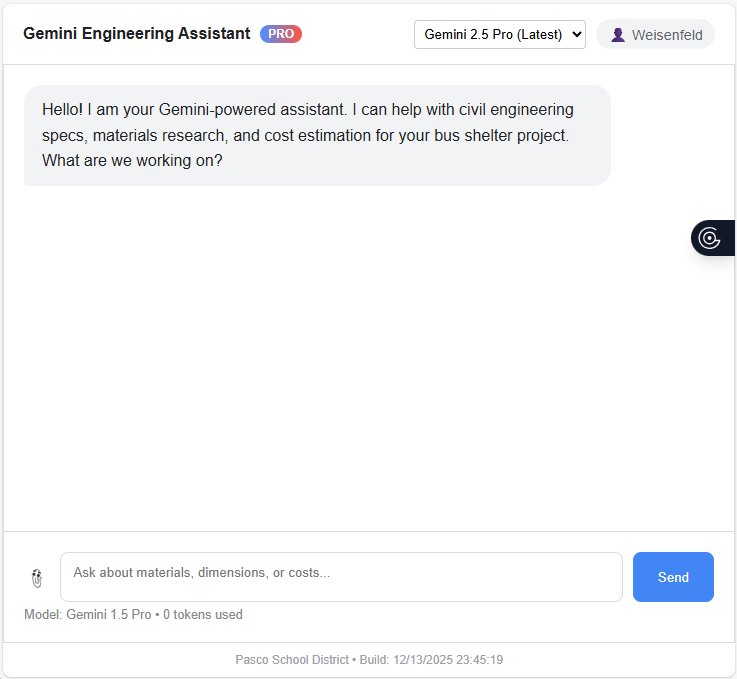 Gemini Engineering Assistant PRO Gemini 2.5 Pro (Latest) Weisenfeld
Hello! I am your Gemini-powered assistant. I can help with civil engineering
specs, materials research, and cost estimation for your bus shelter project.
What are we working on?
Ask about materials, dimensions, or costs... Send
Model: Gemini 1.5 Pro • 0 tokens used
Pasco School District • Build: 12/13/2025 23:45:19